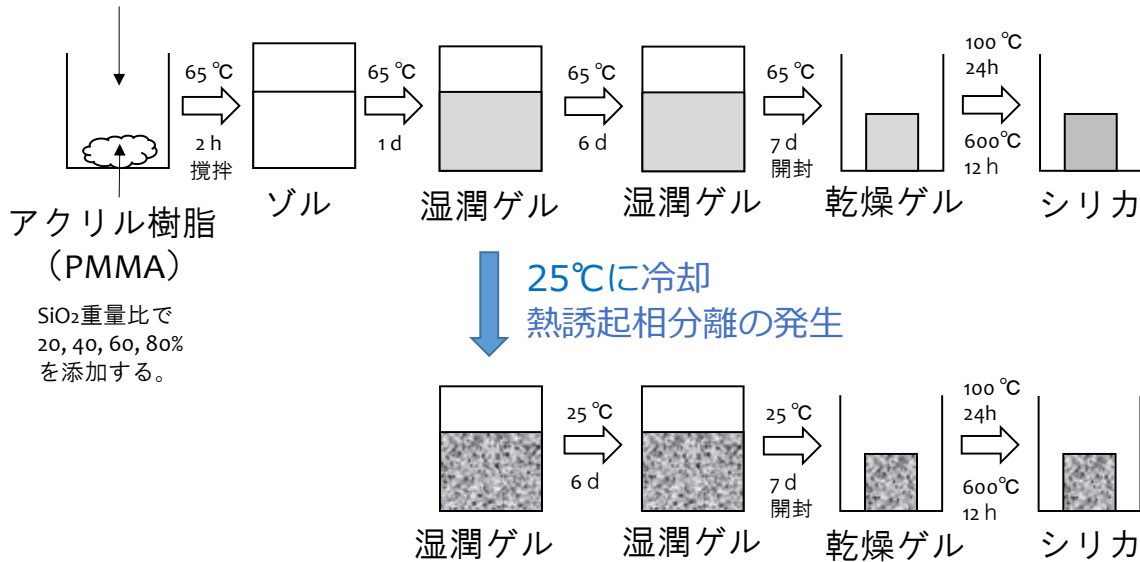 65 ℃
2 h
撹拌
65 ℃
1 d
65 ℃
6 d
65 ℃
7 d
開封
100 ℃
24h
600℃
12 h
ゾル
湿潤ゲル
湿潤ゲル
乾燥ゲル
シリカ
アクリル樹脂
（PMMA）
SiO2重量比で
20, 40, 60, 80%
を添加する。
25℃に冷却
熱誘起相分離の発生
25 ℃
6 d
25 ℃
7 d
開封
100 ℃
24h
600℃
12 h
湿潤ゲル
湿潤ゲル
乾燥ゲル
シリカ